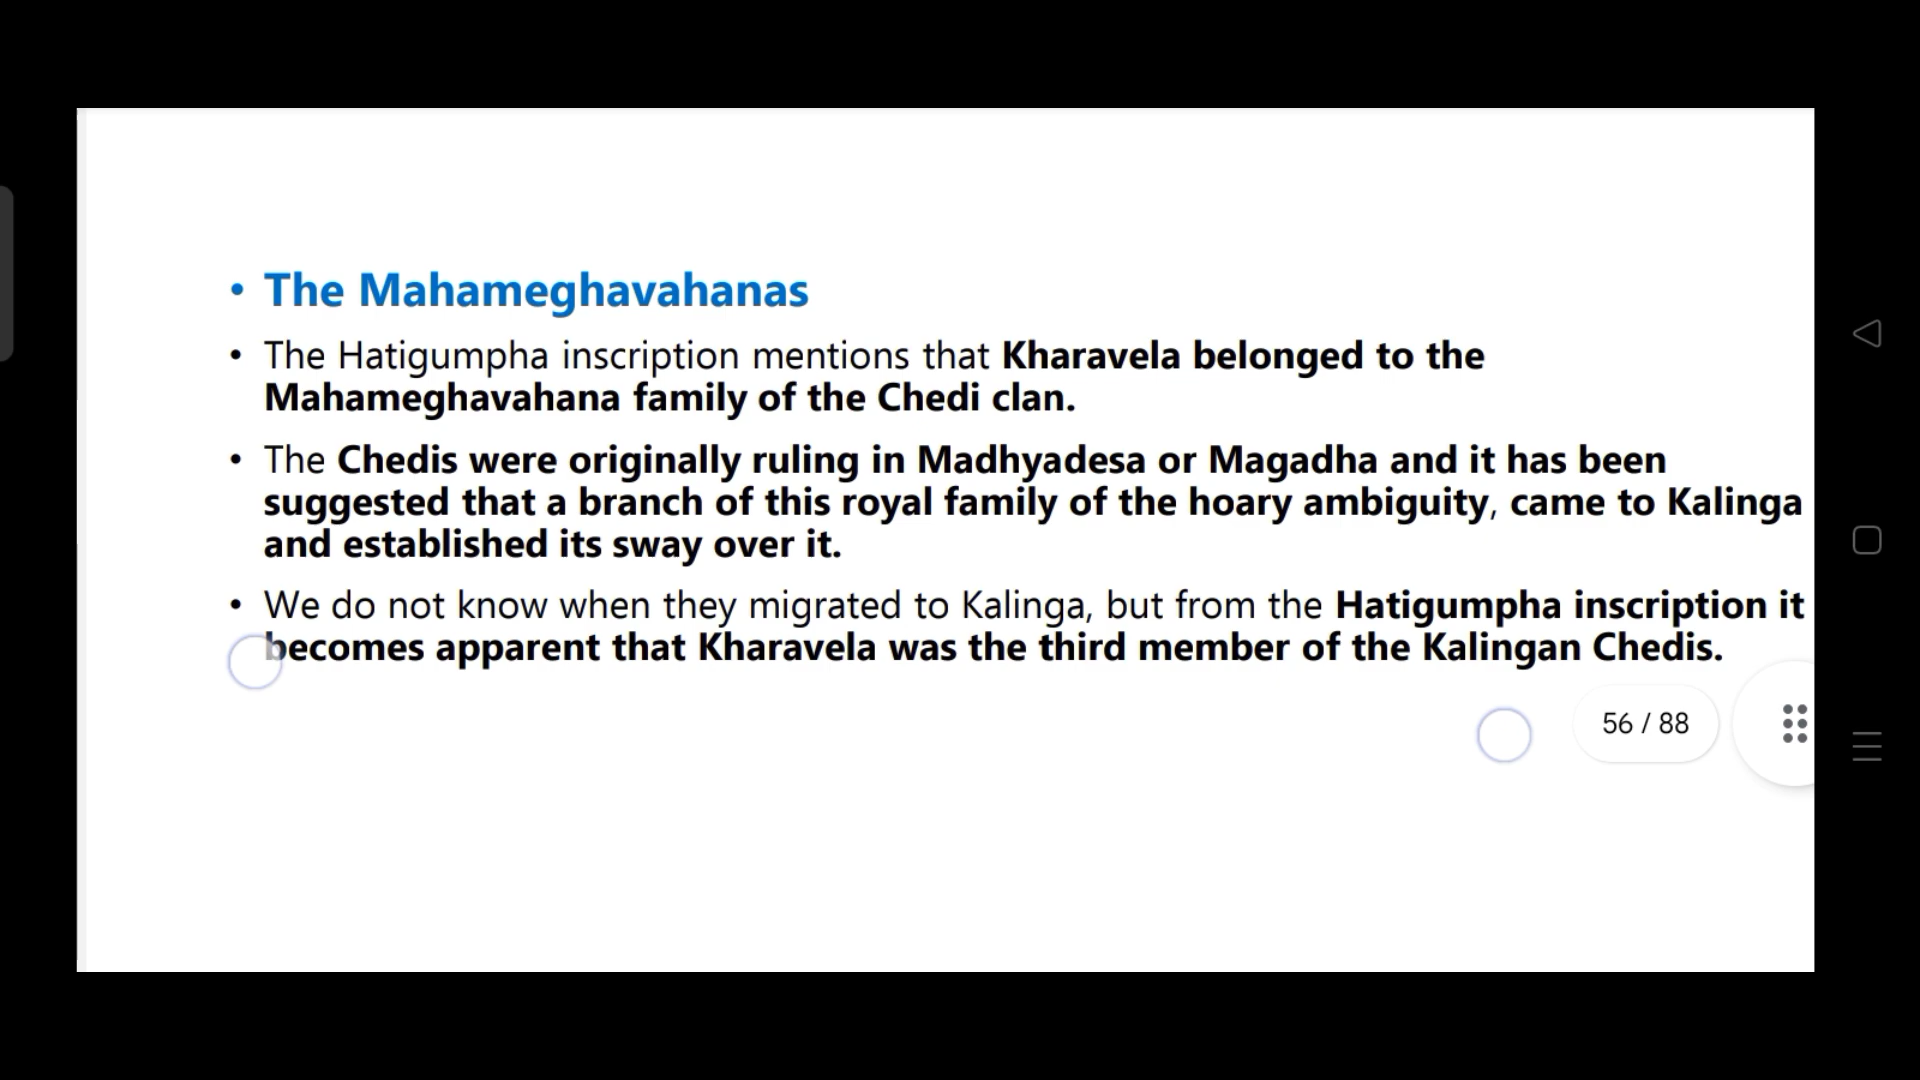 • The Mahameghavahanas
• The Hatigumpha inscription mentions that Kharavela belonged to the
Mahameghavahana family of the Chedi clan.
• The Chedis were originally ruling in Madhyadesa or Magadha and it has been
suggested that a branch of this royal family of the hoary ambiguity, came to Kalinga
and established its sway over it.
• We do not know when they migrated to Kalinga, but from the Hatigumpha inscription it
becomes apparent that Kharavela was the third member of the Kalingan Chedis.
56 / 88